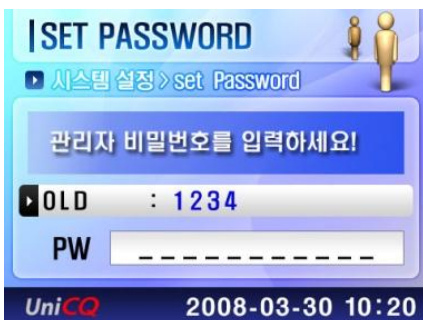 SET PASSWORD
시스템 설정 > set Password
관리자 비밀번호를 입력하세요!
OLD : 1234
PW _ _ _ _ _ _ _ _ _ _ _
UniCQ 2008-03-30 10:20